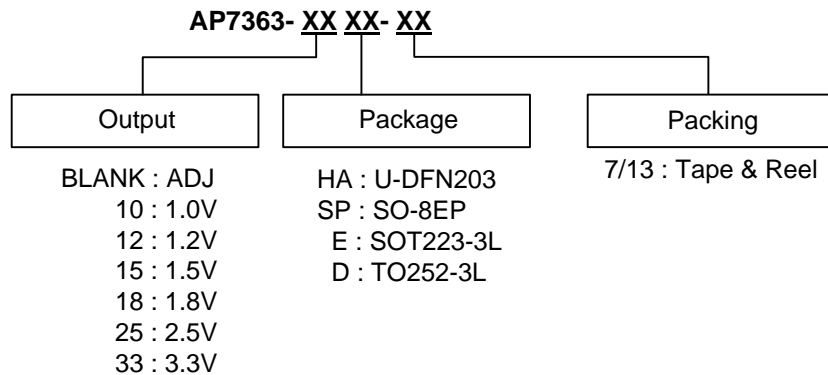 AP7363- XX XX- XX
Output
Package
Packing
BLANK : ADJ
10 : 1.0V
12 : 1.2V
15 : 1.5V
18 : 1.8V
25 : 2.5V
33 : 3.3V
HA : U-DFN203
SP : SO-8EP
E : SOT223-3L
D : TO252-3L
7/13 : Tape & Reel